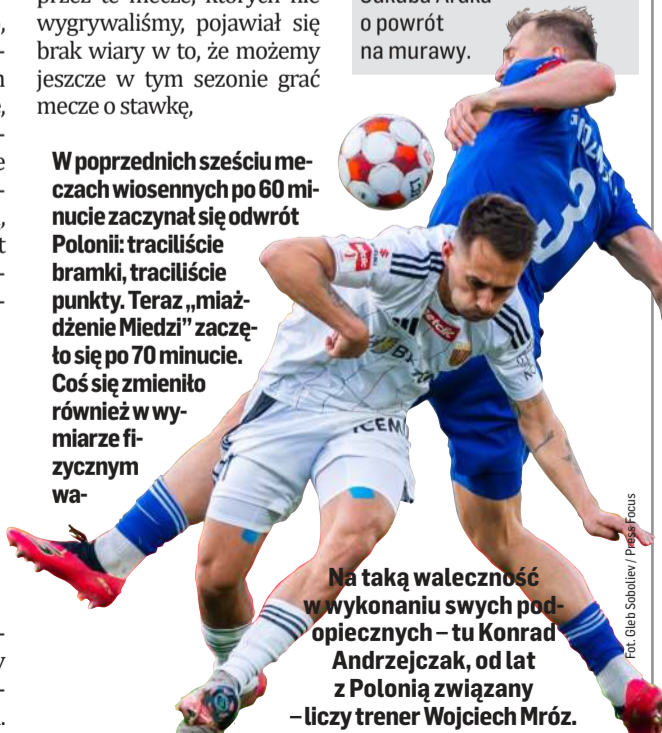 przez te mecze, których nie
wygrywaliśmy, pojawiał się
brak wiary w to, że możemy
jeszcze w tym sezonie grać
mecze o stawkę,
o powrót
na murawy.
W poprzednich sześciu me-
czach wiosennych po 60 mi-
nucie zaczynał się odwrót
Polonii: traciliście
bramki, traciliście
punkty. Teraz „miaż-
dżenie Miedzi” zaczę-
ło się po 70 minucie.
Coś się zmieniło
również w wy-
miarze fi-
zycznym
wa-
3
Na taką waleczność
w wykonaniu swych pod-
opiecznych – tu Konrad
Andrzejczak, od lat
z Polonią związany
– liczy trener Wojciech Mróz.
Fot. Gleb Soboliev / Press Focus